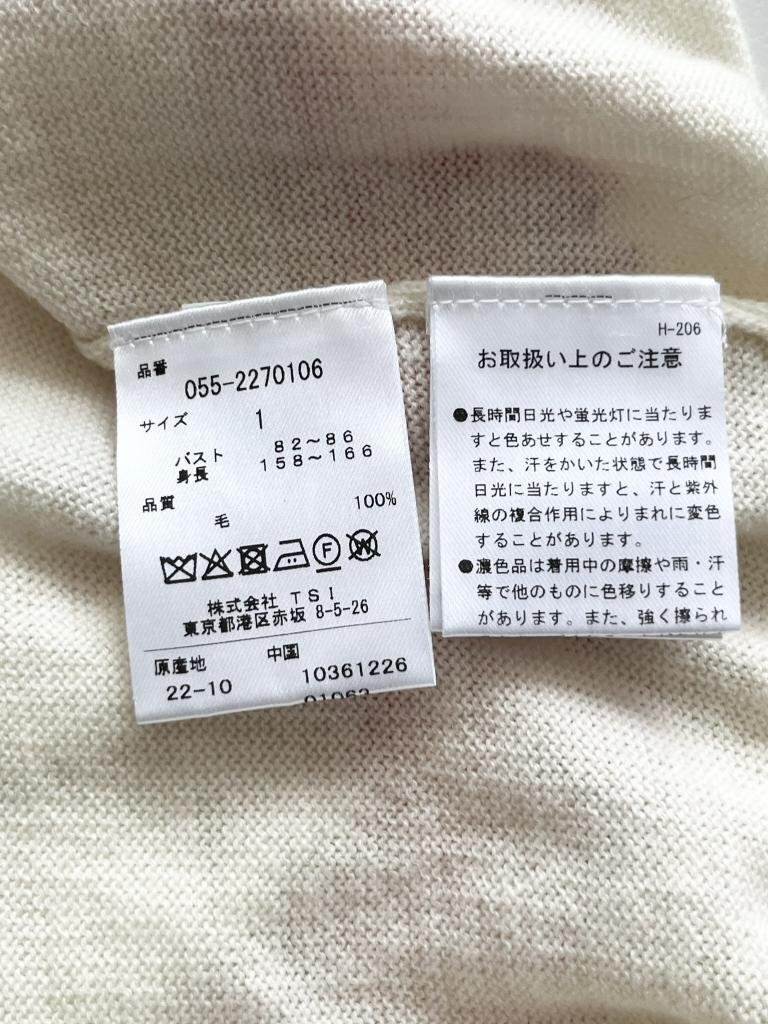 品番
055-2270106
サイズ 1
バスト 82~86
身長 158~166
品質
毛 100%
F
W
株式会社 TSI
東京都港区赤坂 8-5-26
原産地 中国
22-10 10361226
01063
H-206
お取扱い上のご注意
●長時間日光や蛍光灯に当たりま
すと色あせすることがあります。
また、汗をかいた状態で長時間
日光に当たりますと、汗と紫外
線の複合作用によりまれに変色
することがあります。
●濃色品は着用中の摩擦や雨・汗
等で他のものに色移りすること
があります。また、強く擦られ